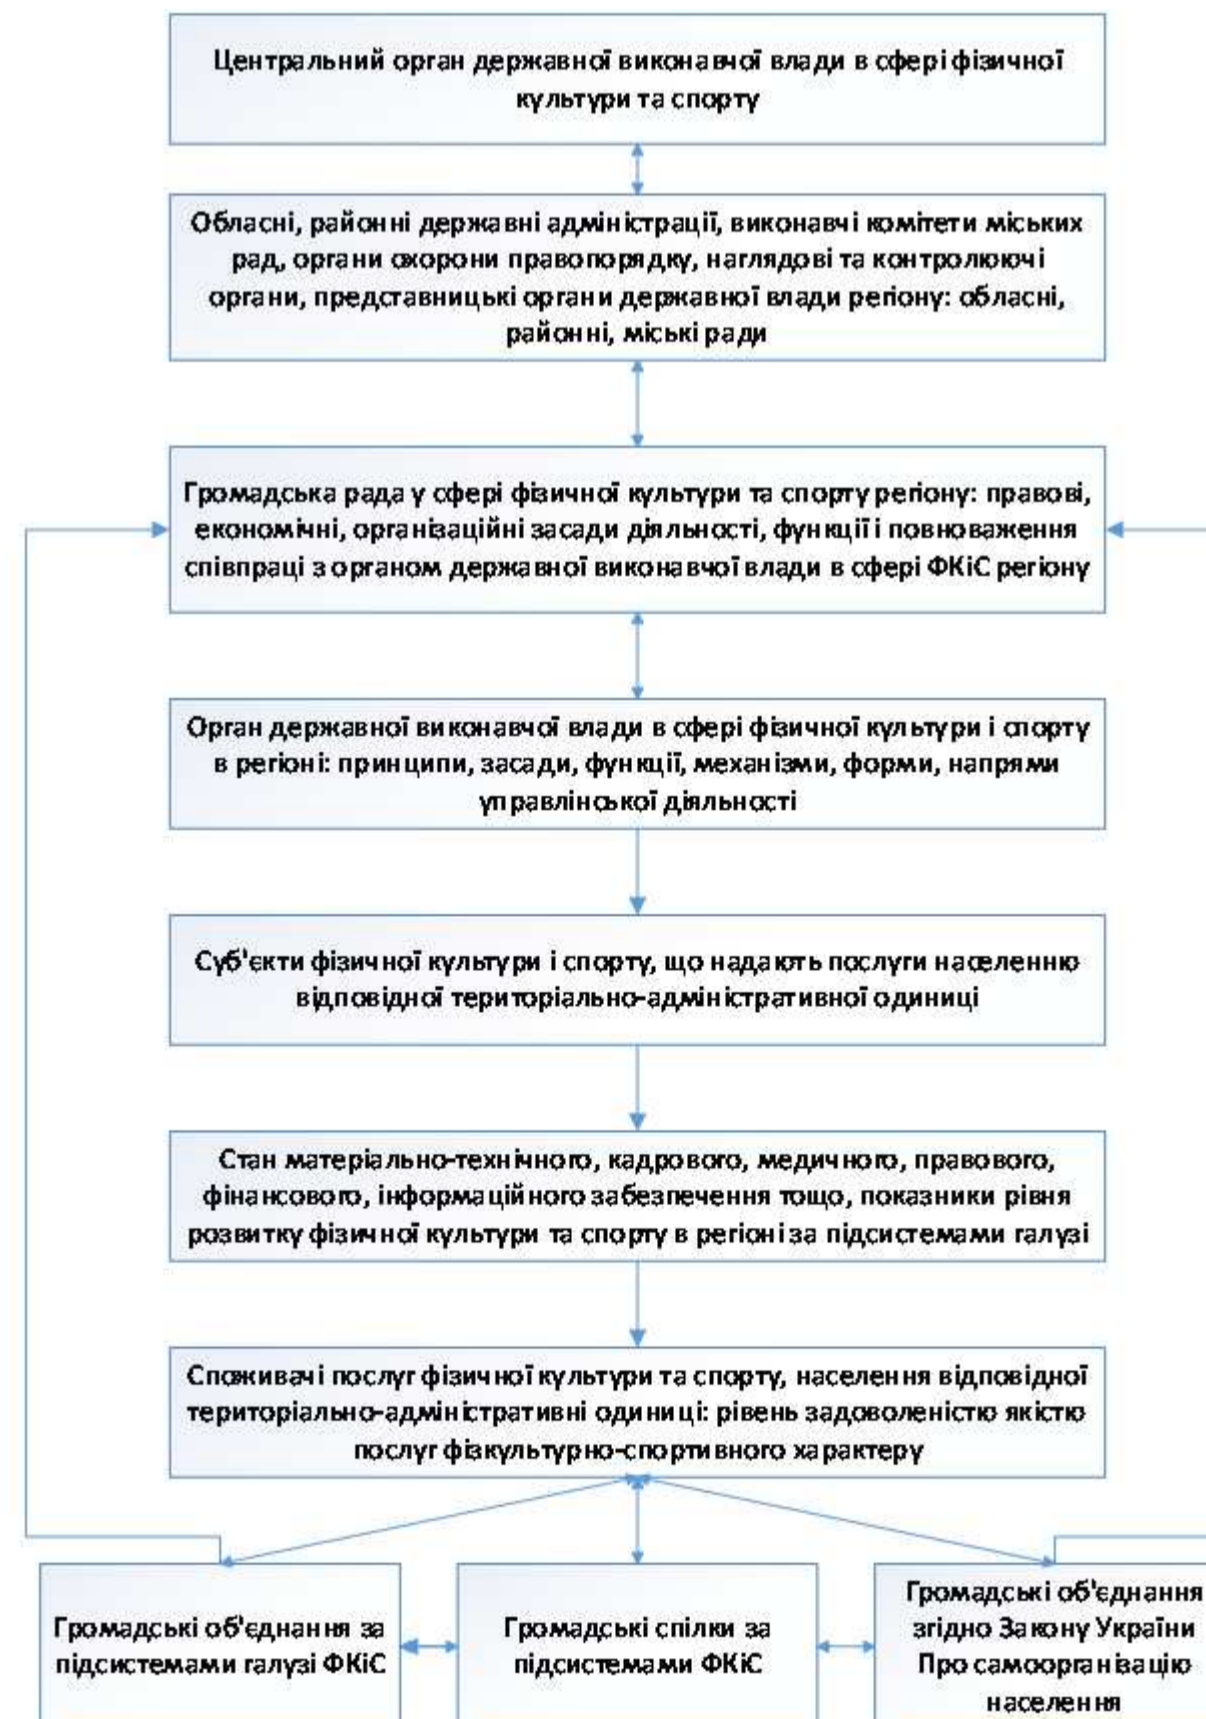 Центральний орган державної виконавчої влади в сфері фізичної
культури та спорту
Обласні, районні державні адміністрації, виконавчі комітети міських
рад, органи охорони правопорядку, наглядові та контролюючі
органи, представницькі органи державної влади регіону: обласні,
районні, міські ради
Громадська рада у сфері фізичної культури та спорту регіону: правові,
економічні, організаційні засади діяльності, функції і повноваження
співпраці з органом державної виконавчої влади в сфері ФКіС регіону
Орган державної виконавчої влади в сфері фізичної культури і спорту
в регіоні: принципи, засади, функції, механізми, форми, напрями
управлінської діяльності
Суб'єкти фізичної культури і спорту, що надають послуги населенню
відповідної територіально-адміністративної одиниці
Стан матеріально-технічного, кадрового, медичного, правового,
фінансового, інформаційного забезпечення тощо, показники рівня
розвитку фізичної культури та спорту в регіоні за підсистемами галузі
Споживачі послуг фізичної культури та спорту, населення відповідної
територіально-адміністративні одиниці: рівень задоволеністю якістю
послуг фізкультурно-спортивного характеру
Громадські об'єднання за
підсистемами галузі ФКіС
Громадські спілки за
підсистемами ФКіС
Громадські об'єднання
згідно Закону України
Про самоорганізацію
населення